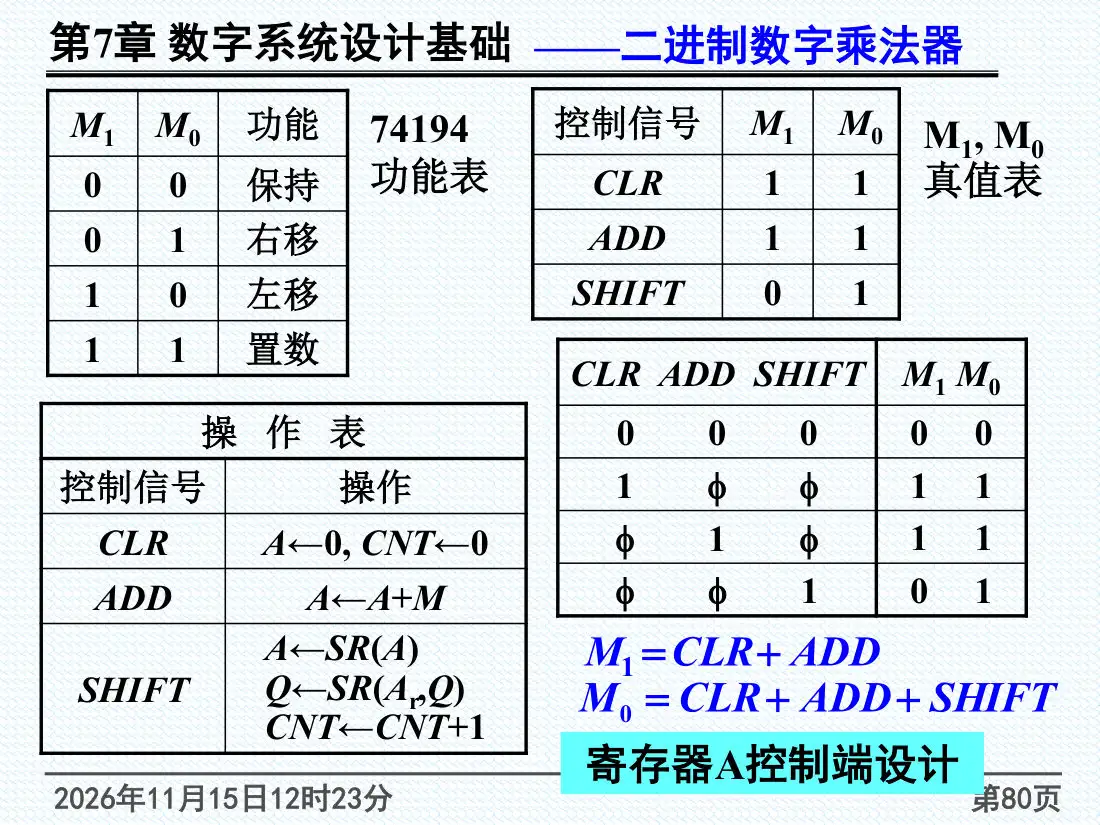 第7章 数字系统设计基础 ——二进制数字乘法器
M1 M0 功能
0 0 保持
0 1 右移
1 0 左移
1 1 置数
74194
功能表
控制信号 M1 M0
CLR 1 1
ADD 1 1
SHIFT 0 1
M1, M0
真值表
操 作 表
控制信号 操作
CLR A←0, CNT←0
ADD A←A+M
SHIFT A←SR(A)
Q←SR(Ar,Q)
CNT←CNT+1
CLR ADD SHIFT M1 M0
0 0 0 0 0
1 ϕ ϕ 1 1
ϕ 1 ϕ 1 1
ϕ ϕ 1 0 1
M1=CLR+ADD
M0=CLR+ADD+SHIFT
寄存器A控制端设计
2026年11月15日12时23分
第80页